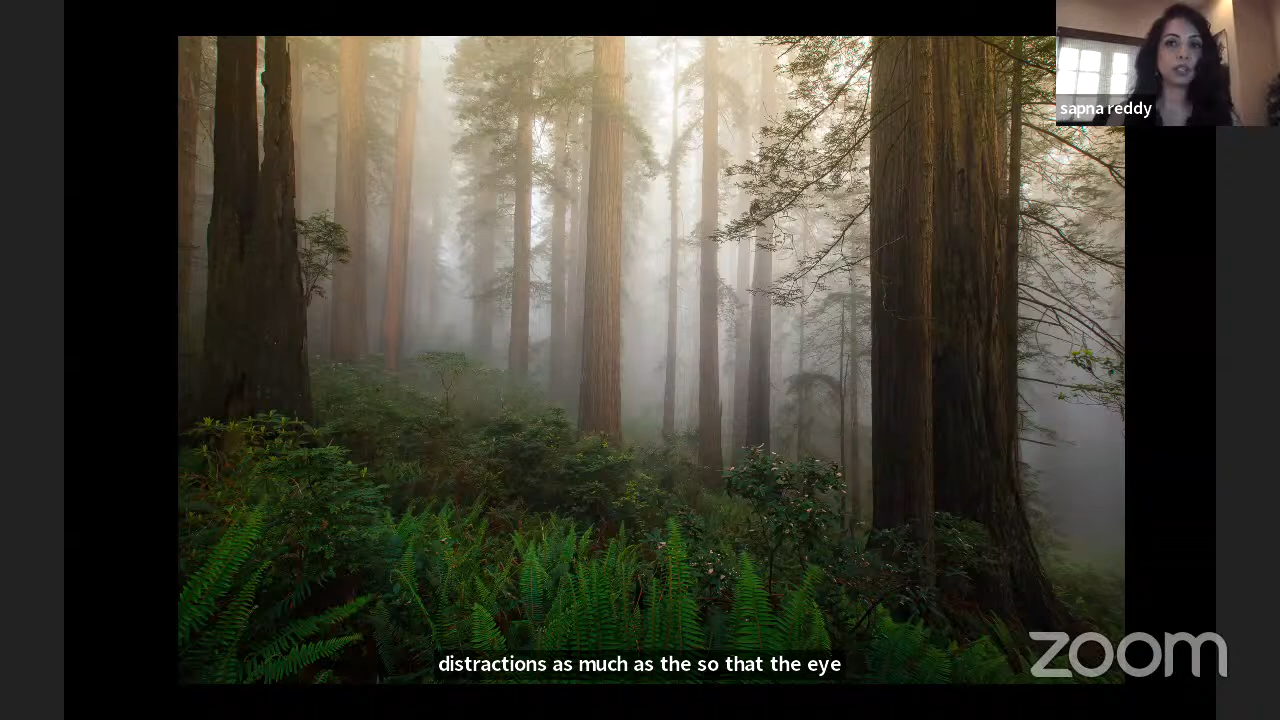 sapna reddy
distractions as much as the so that the eye
zoom